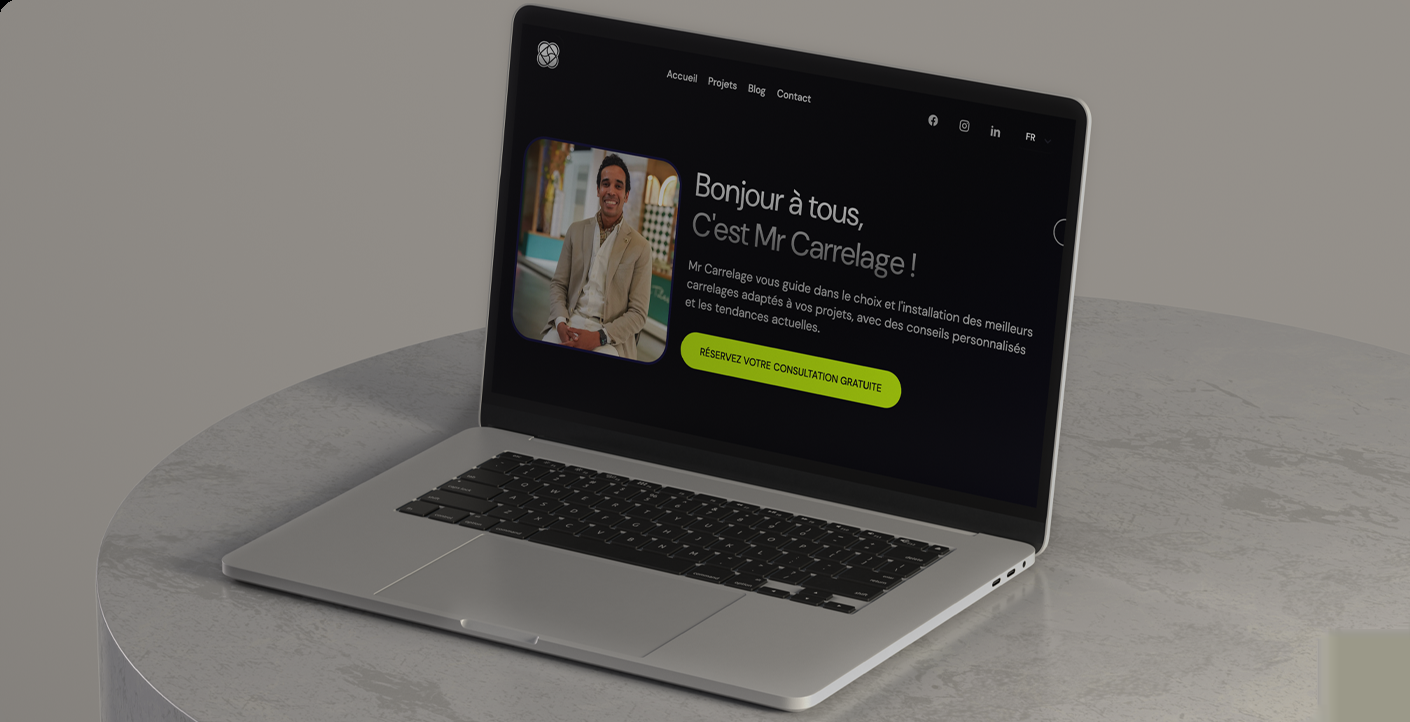 Accueil Projets Blog Contact
FR
Bonjour à tous,
C'est Mr Carrelage !
Mr Carrelage vous guide dans le choix et l'installation des meilleurs
carrelages adaptés à vos projets, avec des conseils personnalisés
et les tendances actuelles.
RÉSERVEZ VOTRE CONSULTATION GRATUITE